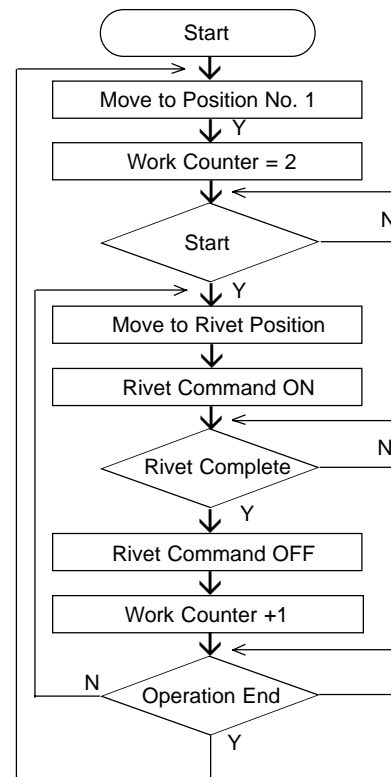 Start
Move to Position No. 1
Y
Work Counter = 2
N
Start
Y
Move to Rivet Position
Rivet Command ON
N
Rivet Complete
Y
Rivet Command OFF
Work Counter +1
N
Operation End
Y